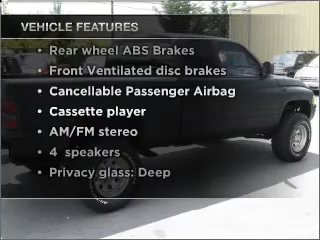 VEHICLE FEATURES
• Rear wheel ABS Brakes
• Front Ventilated disc brakes
• Cancellable Passenger Airbag
• Cassette player
• AM/FM stereo
• 4 speakers
• Privacy glass: Deep